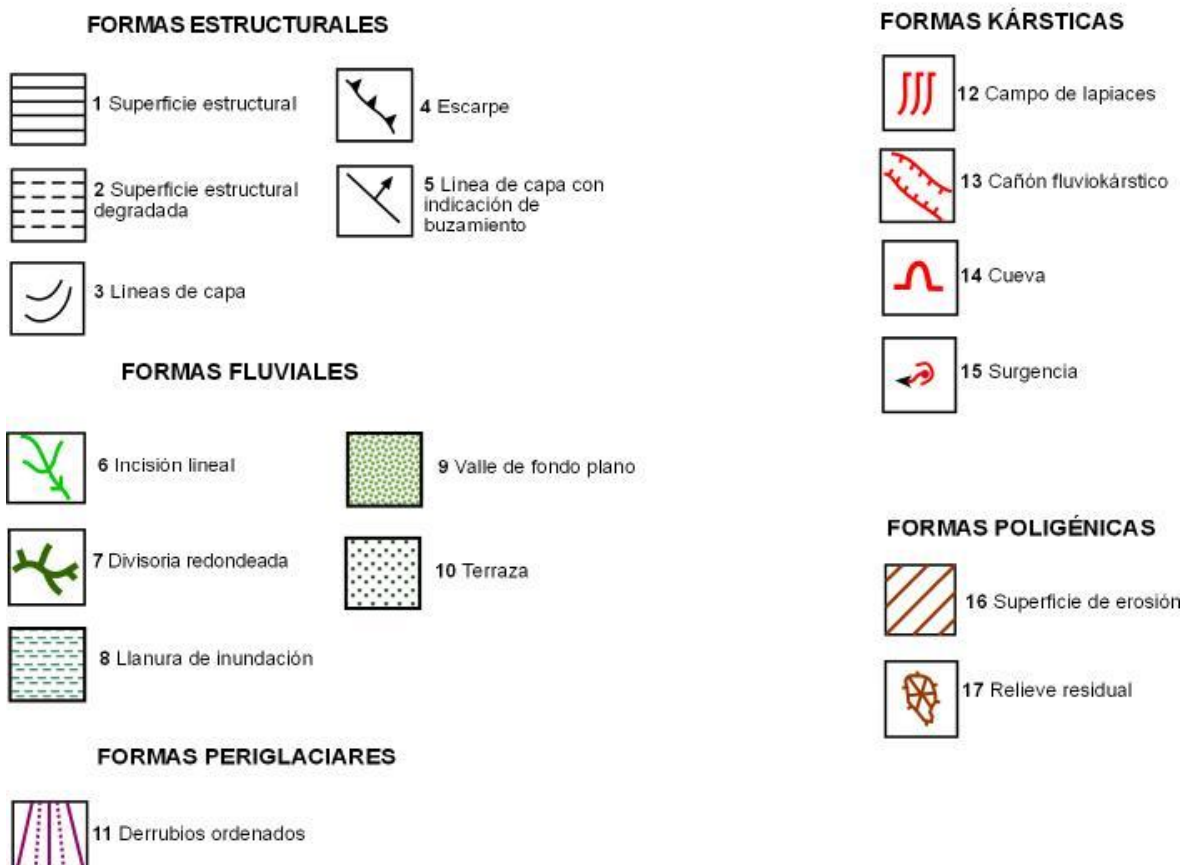 FORMAS ESTRUCTURALES
1 Superficie estructural
2 Superficie estructural
degradada
3 Lineas de capa
4 Escarpe
5 Linea de capa con
indicación de
buzamiento
FORMAS FLUVIALES
6 Incisión lineal
7 Divisoria redondeada
8 Llanura de inundación
9 Valle de fondo plano
10 Terraza
FORMAS PERIGLACIARES
11 Derrubios ordenados
FORMAS KÁRSTICAS
12 Campo de lapiaces
13 Cañón fluviokárstico
14 Cueva
15 Surgencia
FORMAS POLIGÉNICAS
16 Superficie de erosión
17 Relieve residual